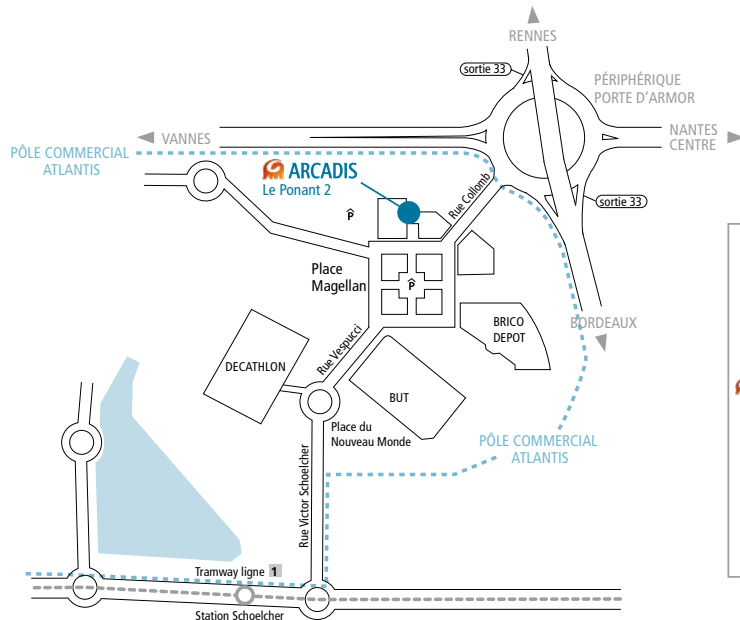 RENNES
sortie 33
PÉRIPHÉRIQUE
PORTE D'ARMOR
VANNES
NANTES
CENTRE
PÔLE COMMERCIAL
ATLANTIS
ARCADIS
Le Ponant 2
Rue Collomb
sortie 33
P
Place
Magellan
P
BORDEAUX
BRICO
DEPOT
Rue Vespucci
DECATHLON
BUT
Place du
Nouveau Monde
PÔLE COMMERCIAL
ATLANTIS
Rue Victor Schoelcher
Tramway ligne 1
Station Schoelcher